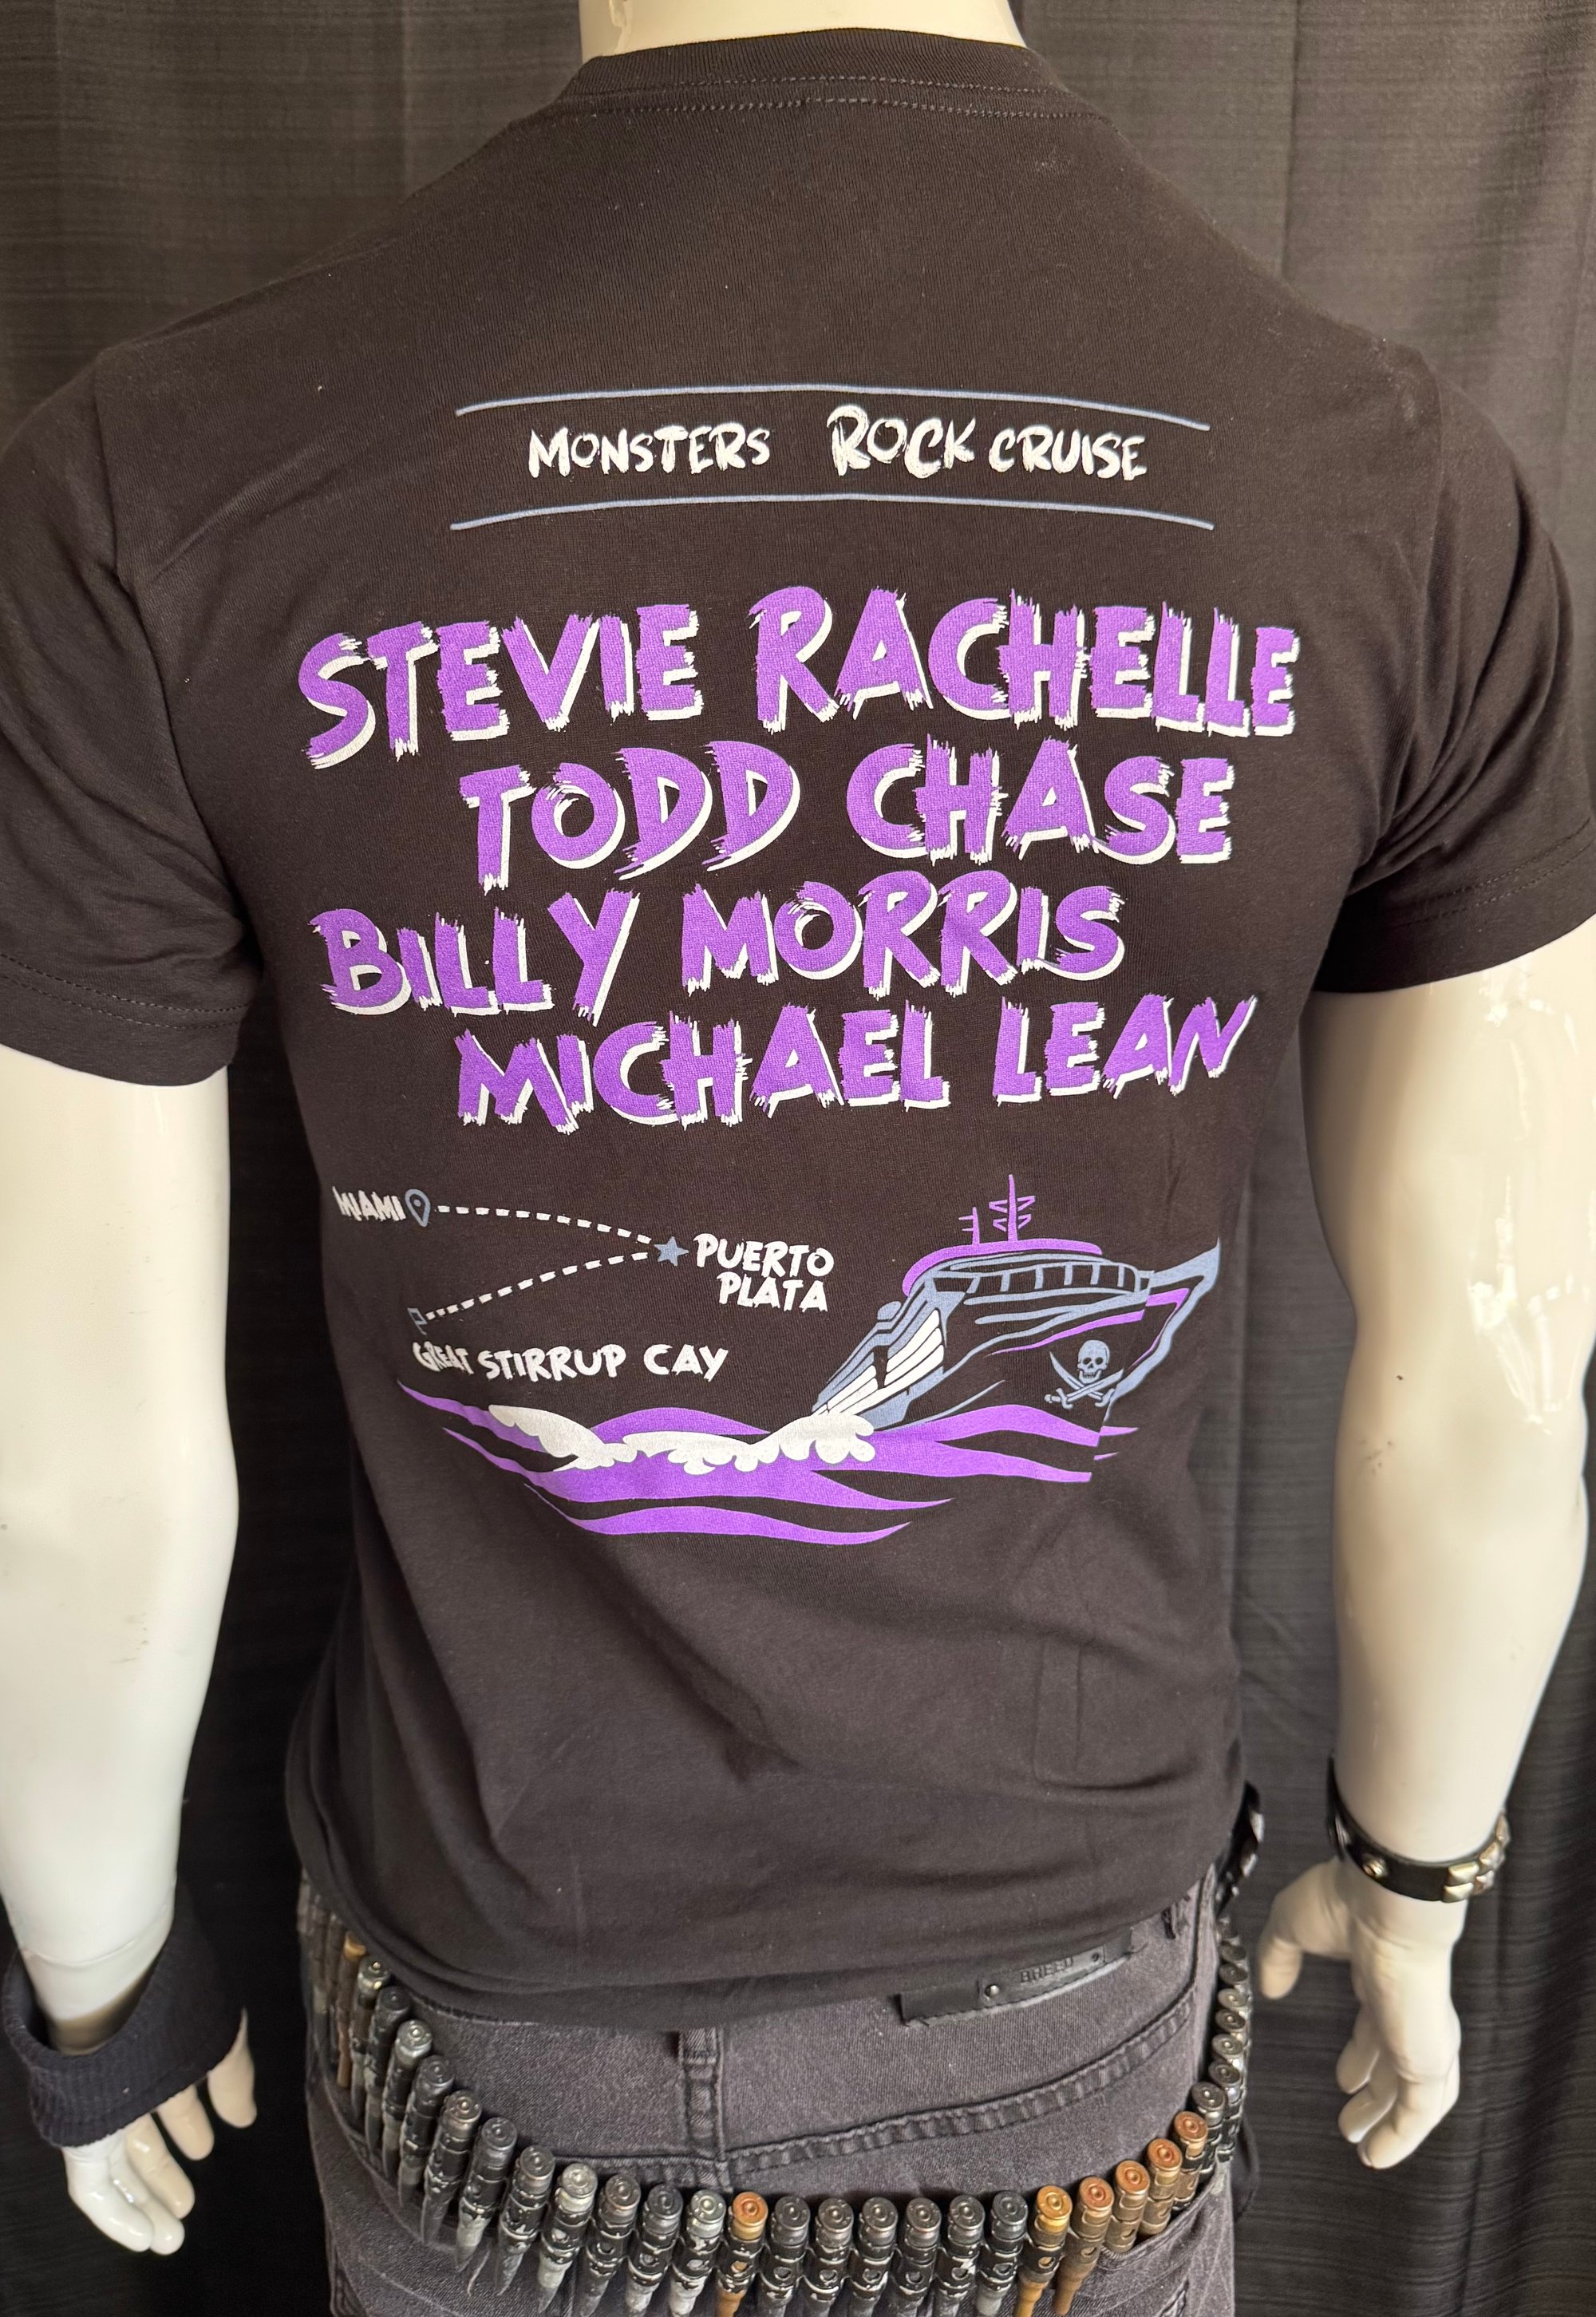 MONSTERS ROCK CRUISE
STEVIE RACHELLE
TODD CHASE
BILLY MORRIS
MICHAEL LEAN
MIAMI
PUERTO
PLATA
GREAT STIRRUP CAY